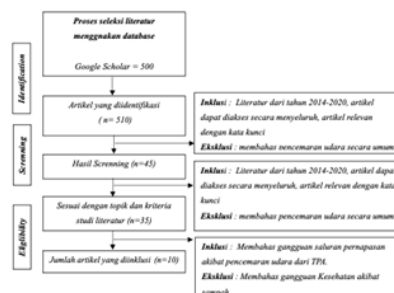 Proses seleksi literatur
menggnakan database
Google Scholar = 500
Identification
Artikel yang diidentifikasi
( n= 510)
Inklusi : Literatur dari tahun 2014-2020, artikel
dapat diakses secara menyeluruh, artikel relevan
dengan kata kunci
Eksklusi : membahas pencemaran udara secara umum
Screnning
Hasil Screnning (n=45)
Inklusi : Literatur dari tahun 2014-2020, artikel dapat
diakses secara menyeluruh, artikel relevan dengan kata
kunci
Eksklusi : membahas pencemaran udara secara umum
Sesuai dengan topik dan kriteria
studi literatur (n=35)
Ekglibility
Jumlah artikel yang diinklusi (n=10)
Inklusi: Membahas gangguan saluran pernapasan
akibat pencemaran udara dari TPA.
Eksklusi : Membahas gangguan Kesehatan akibat
sampah